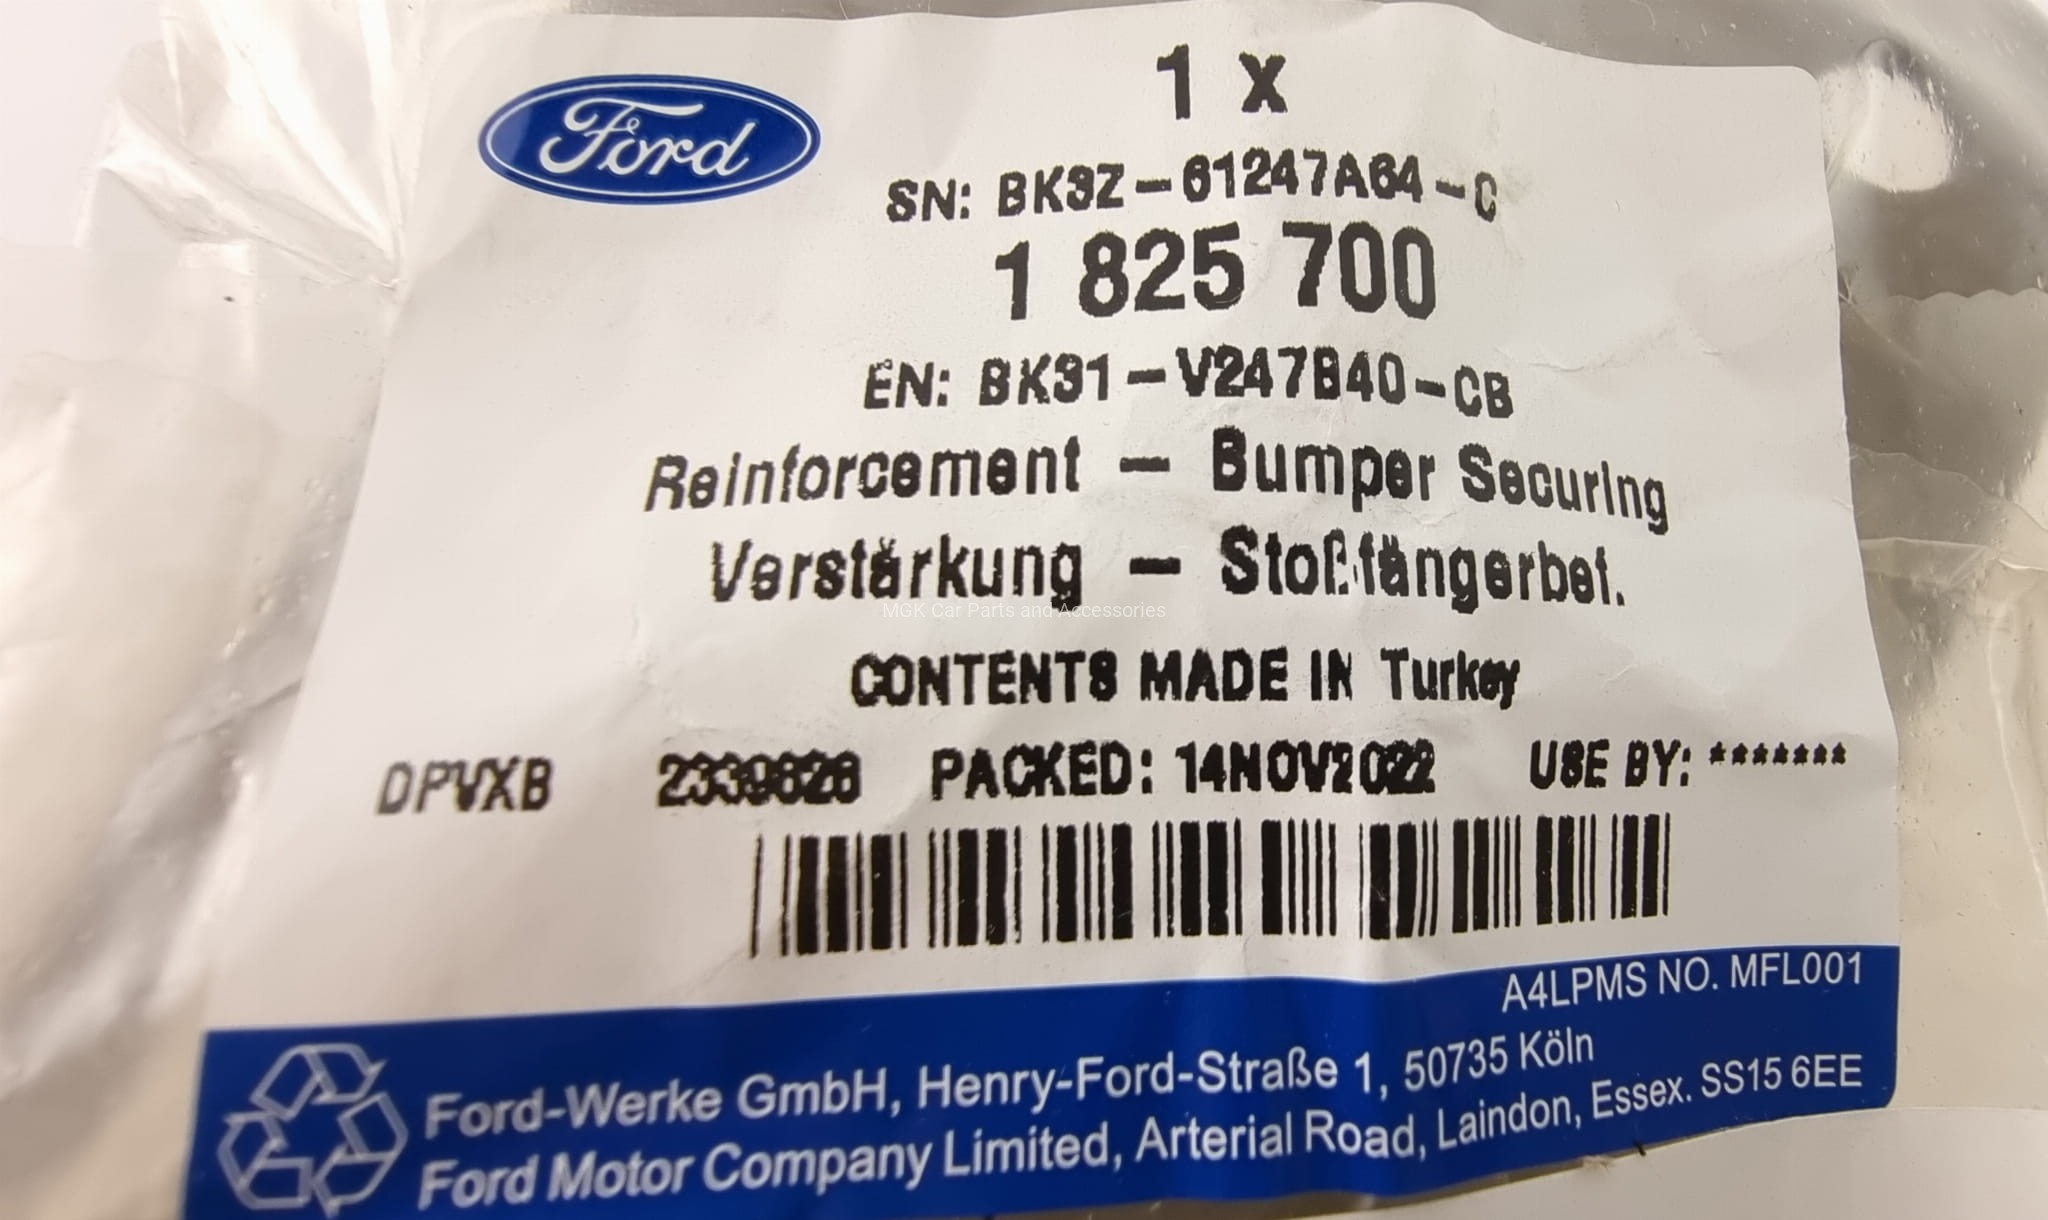 Ford
1 x
SN: BK3Z-61247A64-C
1 825 700
EN: BK31-V247B40-CB
Reinforcement - Bumper Securing
Verstärkung - Stoßfängerbef.
MGK Car Parts and Accessories
CONTENTS MADE IN Turkey
DPVXB PACKED: 14NOV2022 USE BY: *******
A4LPMS NO. MFL001
Ford-Werke GmbH, Henry-Ford-Straße 1, 50735 Köln
Ford Motor Company Limited, Arterial Road, Laindon, Essex. SS15 6EE